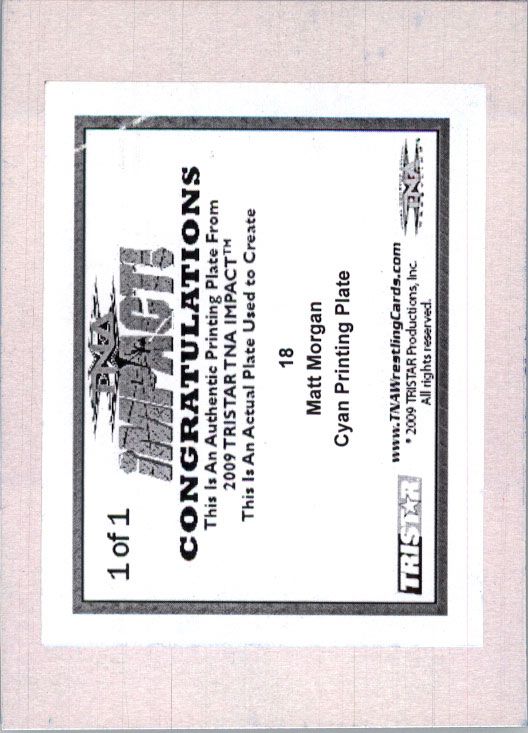 1 of 1
TNA
iMPACT!
CONGRATULATIONS
This Is An Authentic Printing Plate From
2009 TRISTAR TNA IMPACT™
This Is An Actual Plate Used to Create
18
Matt Morgan
Cyan Printing Plate
TRISTAR
www.TNAWrestlingCards.com
© 2009 TRISTAR Productions, Inc.
All rights reserved.
TNA